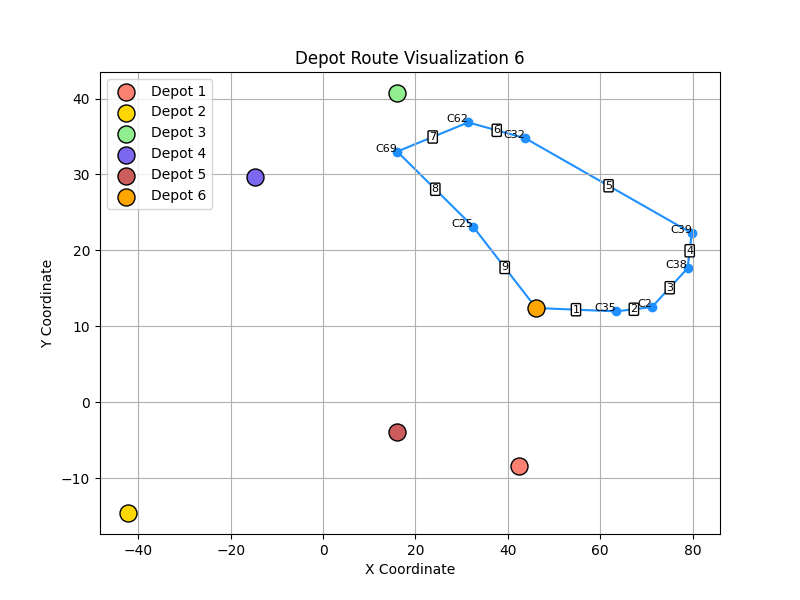 Depot Route Visualization 6
Depot 1
Depot 2
Depot 3
Depot 4
Depot 5
Depot 6
C62
6
C32
7
C69
8
5
C25
C39
4
9
C38
3
C2
C35
1
2
40
30
20
10
0
−10
Y Coordinate
−40
−20
0
20
40
60
80
X Coordinate